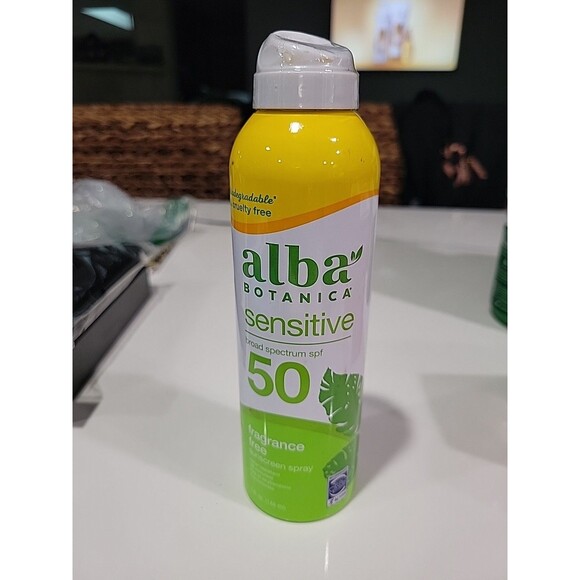 biodegradable*
cruelty free
alba
BOTANICA
sensitive
broad spectrum spf
50
fragrance
free
sunscreen spray